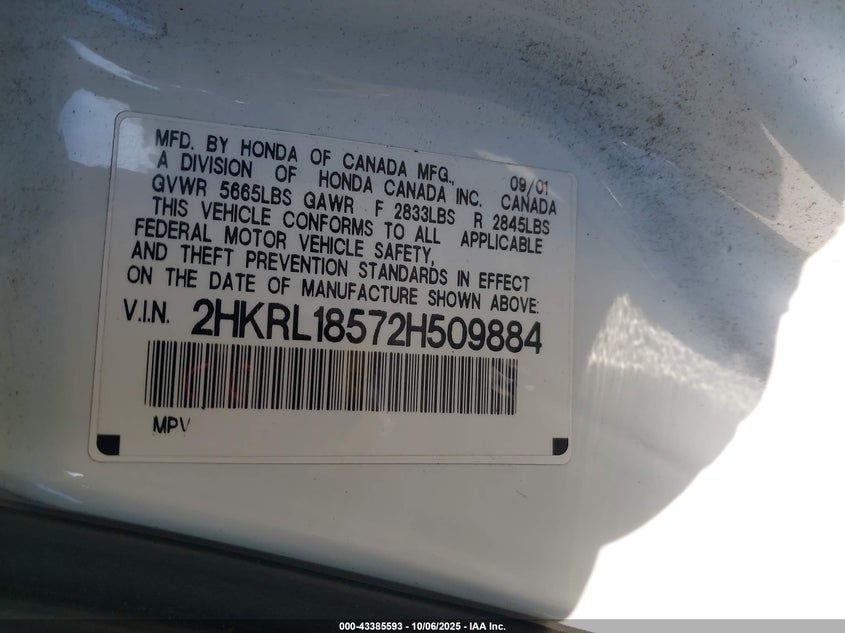 MFD. BY HONDA OF CANADA MFG., 09/01
A DIVISION OF HONDA CANADA INC. CANADA
GVWR 5665LBS GAWR F 2833LBS R 2845LBS
THIS VEHICLE CONFORMS TO ALL APPLICABLE
FEDERAL MOTOR VEHICLE SAFETY,
AND THEFT PREVENTION STANDARDS IN EFFECT
ON THE DATE OF MANUFACTURE SHOWN ABOVE.
V.I.N. 2HKRL18572H509884
MPV
000-43385593 - 10/06/2025 - IAA Inc.